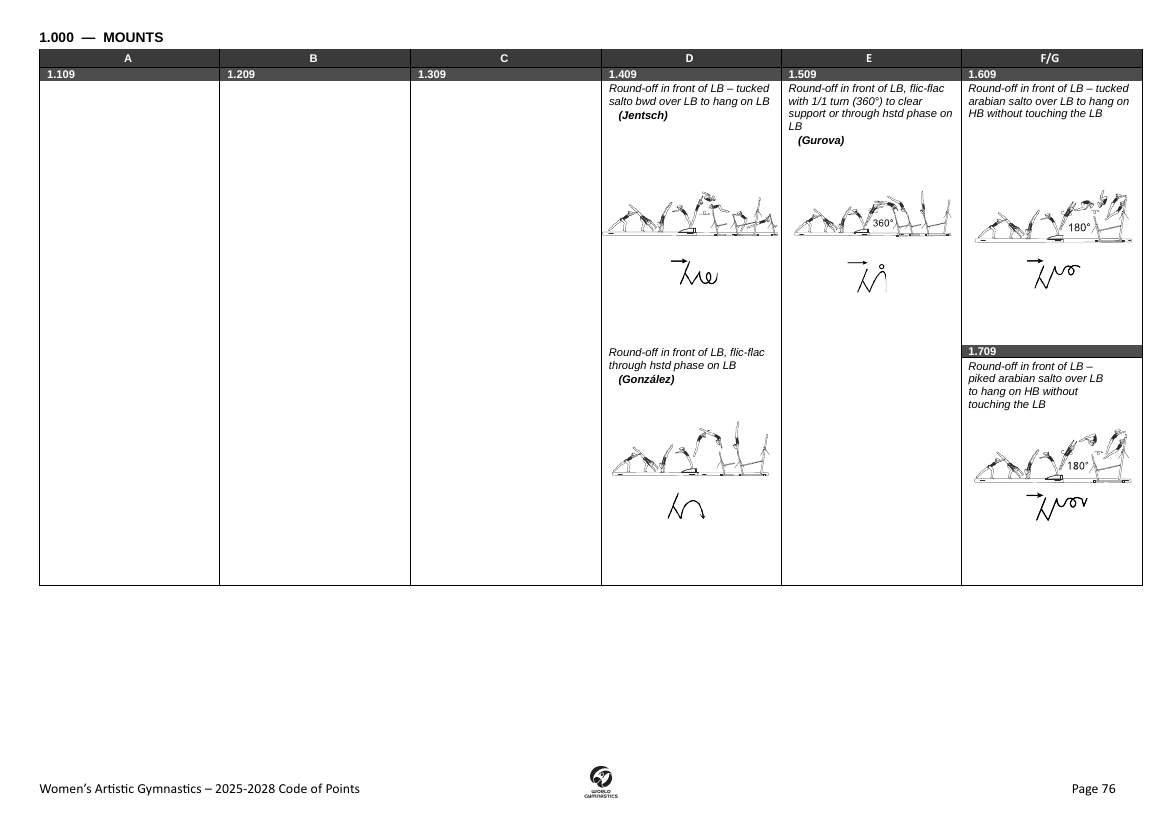 1.000 — MOUNTS
A B C D E F/G
1.109 1.209 1.309 1.409 1.509 1.609
Round-off in front of LB – tucked
salto bwd over LB to hang on LB
(Jentsch)
Round-off in front of LB, flic-flac
with 1/1 turn (360°) to clear
support or through hstd phase on
LB
(Gurova)
360°
Round-off in front of LB – tucked
arabian salto over LB to hang on
HB without touching the LB
180°
Round-off in front of LB, flic-flac
through hstd phase on LB
(González)
1.709
Round-off in front of LB –
piked arabian salto over LB
to hang on HB without
touching the LB
180°
Women's Artistic Gymnastics – 2025-2028 Code of Points
WORLD
GYMNASTICS
Page 76